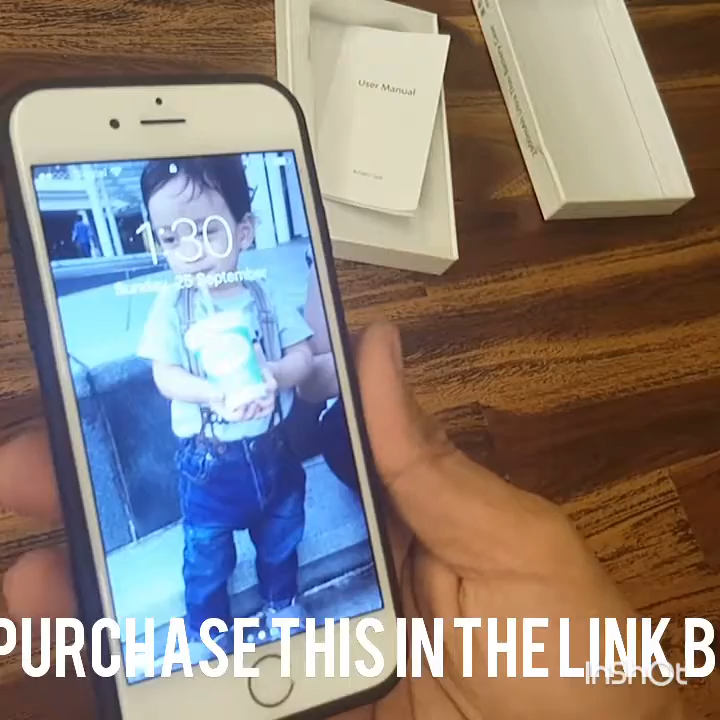 User Manual
1:30
Sunday, 25 September
PURCHASE THIS IN THE LINK B
InShOt